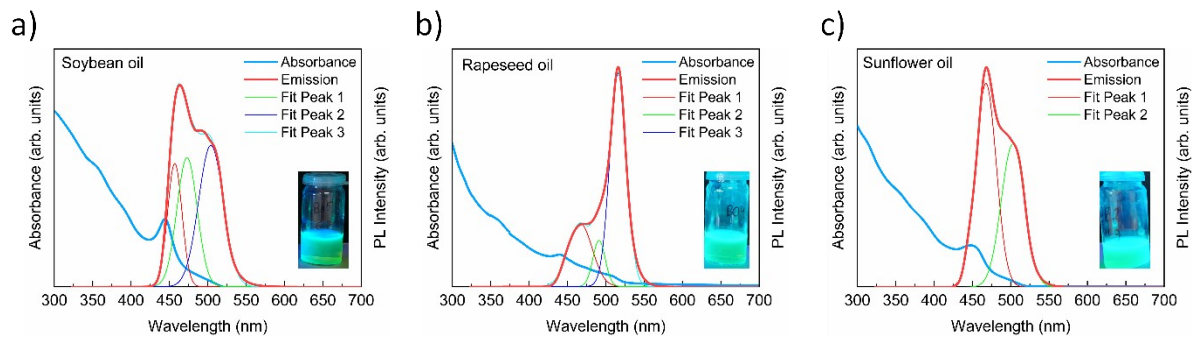 a)
Soybean oil
Absorbance
Emission
Fit Peak 1
Fit Peak 2
Fit Peak 3
Absorbance (arb. units)
PL Intensity (arb. units)
300 350 400 450 500 550 600 650 700
Wavelength (nm)
b)
Rapeseed oil
Absorbance
Emission
Fit Peak 1
Fit Peak 2
Fit Peak 3
Absorbance (arb. units)
PL Intensity (arb. units)
300 350 400 450 500 550 600 650 700
Wavelength (nm)
c)
Sunflower oil
Absorbance
Emission
Fit Peak 1
Fit Peak 2
Absorbance (arb. units)
PL Intensity (arb. units)
300 350 400 450 500 550 600 650 700
Wavelength (nm)